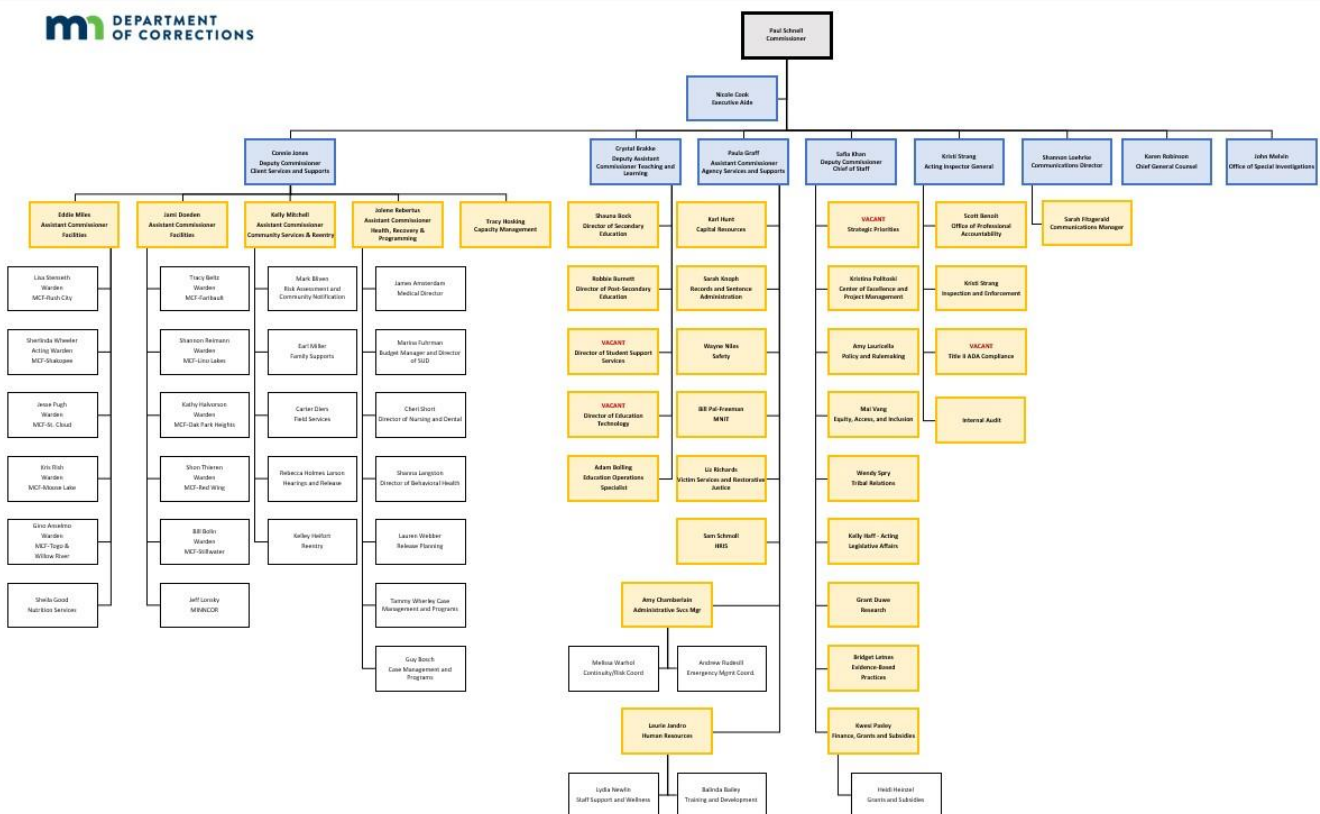 DEPARTMENT
OF CORRECTIONS
Paul Schnell
Commissioner
Nicole Cook
Executive Aide
Connie Jones
Deputy Commissioner
Client Services and Supports
Crystal Brakke
Deputy Assistant
Commissioner Teaching and
Learning
Paula Graff
Assistant Commissioner
Agency Services and Supports
Safia Khan
Deputy Commissioner
Chief of Staff
Kristi Strang
Acting Inspector General
Shannon Loehrke
Communications Director
Karen Robinson
Chief General Counsel
John Melvin
Office of Special Investigations
Eddie Miles
Assistant Commissioner
Facilities
Jami Doeden
Assistant Commissioner
Facilities
Kelly Mitchell
Assistant Commissioner
Community Services & Reentry
Jolene Rebertus
Assistant Commissioner
Health, Recovery &
Programming
Tracy Hosking
Capacity Management
Shauna Bock
Director of Secondary
Education
Karl Hunt
Capital Resources
VACANT
Strategic Priorities
Scott Benoit
Office of Professional
Accountability
Sarah Fitzgerald
Communications Manager
Lisa Stenseth
Warden
MCF-Rush City
Tracy Beltz
Warden
MCF-Faribault
Mark Bliven
Risk Assessment and
Community Notification
James Amsterdam
Medical Director
Robbie Burnett
Director of Post-Secondary
Education
Sarah Knoph
Records and Sentence
Administration
Kristina Politoski
Center of Excellence and
Project Management
Kristi Strang
Inspection and Enforcement
Sherlinda Wheeler
Acting Warden
MCF-Shakopee
Shannon Reimann
Warden
MCF-Lino Lakes
Earl Miller
Family Supports
Marina Fuhrman
Budget Manager and Director
of SUD
VACANT
Director of Student Support
Services
Wayne Niles
Safety
Amy Lauricella
Policy and Rulemaking
VACANT
Title II ADA Compliance
Jesse Pugh
Warden
MCF-St. Cloud
Kathy Halvorson
Warden
MCF-Oak Park Heights
Carter Diers
Field Services
Cheri Short
Director of Nursing and Dental
VACANT
Director of Education
Technology
Bill Pal-Freeman
MNIT
Mai Vang
Equity, Access, and Inclusion
Internal Audit
Kris Rish
Warden
MCF-Moose Lake
Shon Thieren
Warden
MCF-Red Wing
Rebecca Holmes Larson
Hearings and Release
Shanna Langston
Director of Behavioral Health
Adam Bolling
Education Operations
Specialist
Liz Richards
Victim Services and Restorative
Justice
Wendy Spry
Tribal Relations
Gino Anselmo
Warden
MCF-Togo &
Willow River
Bill Bolin
Warden
MCF-Stillwater
Kelley Heifort
Reentry
Lauren Webber
Release Planning
Sam Schmoll
HRIS
Kelly Haff - Acting
Legislative Affairs
Sheila Good
Nutrition Services
Jeff Lonsky
MINNCOR
Tammy Wherley Case
Management and Programs
Amy Chamberlain
Administrative Svcs Mgr
Grant Duwe
Research
Guy Bosch
Case Management and
Programs
Melissa Warhol
Continuity/Risk Coord
Andrew Rudesill
Emergency Mgmt Coord.
Bridget Letnes
Evidence-Based
Practices
Laurie Jandro
Human Resources
Kwesi Pasley
Finance, Grants and Subsidies
Lydia Newlin
Staff Support and Wellness
Balinda Bailey
Training and Development
Heidi Heinzel
Grants and Subsidies